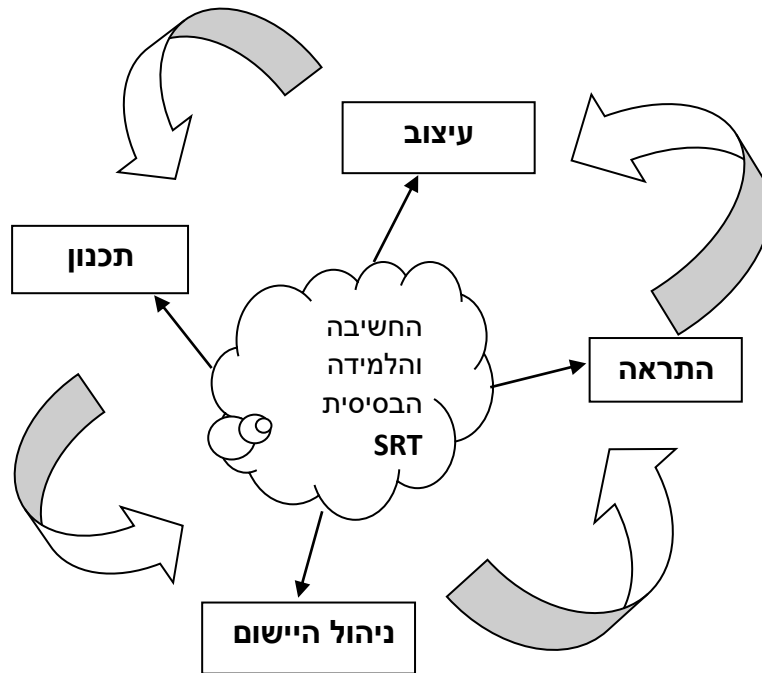 עיצוב
תכנון
החשיבה
והלמידה
הבסיסית
SRT
התראה
ניהול היישום